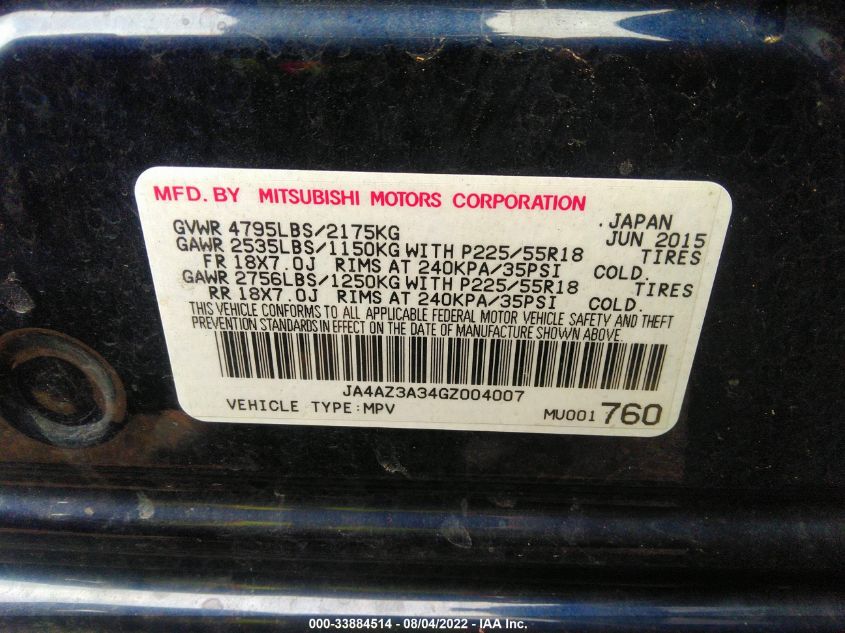 MFD. BY MITSUBISHI MOTORS CORPORATION
GVWR 4795LBS/2175KG JAPAN
GAWR 2535LBS/1150KG WITH P225/55R18 JUN 2015
FR 18X7.0J RIMS AT 240KPA/35PSI COLD. TIRES
GAWR 2756LBS/1250KG WITH P225/55R18 TIRES
RR 18X7.0J RIMS AT 240KPA/35PSI COLD.
THIS VEHICLE CONFORMS TO ALL APPLICABLE FEDERAL MOTOR VEHICLE SAFETY AND THEFT
PREVENTION STANDARDS IN EFFECT ON THE DATE OF MANUFACTURE SHOWN ABOVE.
JA4AZ3A34GZ004007
VEHICLE TYPE:MPV MU001 760
000-33884514 - 08/04/2022 - IAA Inc.